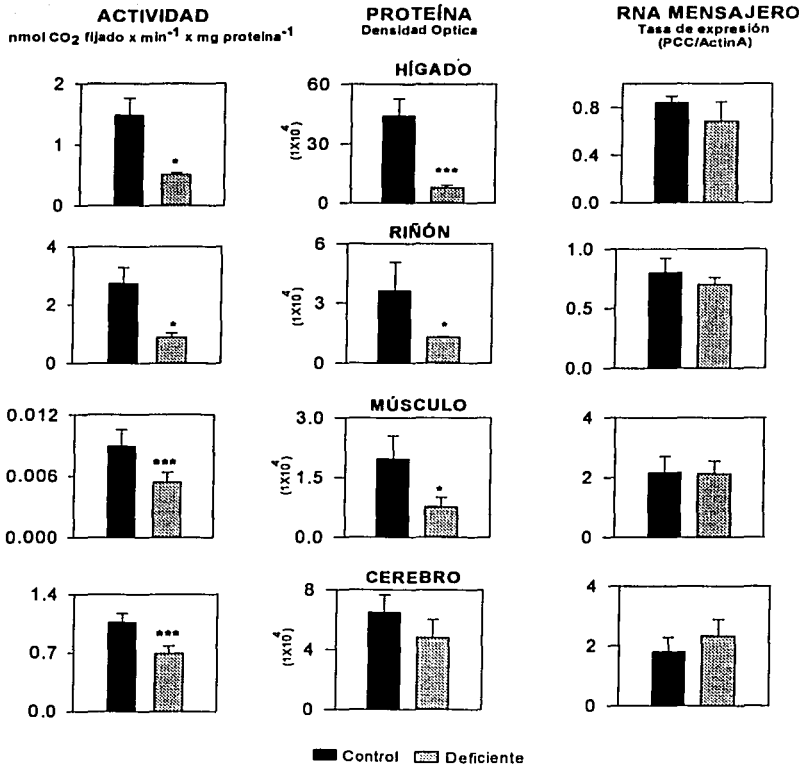 ACTIVIDAD
nmol CO2 fijado x min-1 x mg proteina-1
PROTEÍNA
Densidad Optica
RNA MENSAJERO
Tasa de expresión
(PCC/ActinA)
HÍGADO
2
1
0
*
60
30
0
(1X10 4)
***
0.8
0.4
0.0
RIÑÓN
4
2
0
*
6
3
0
(1X10 4)
*
1.0
0.5
0.0
MÚSCULO
0.012
0.006
0.000
***
3.0
1.5
0.0
(1X10 4)
*
4
2
0
CEREBRO
1.4
0.7
0.0
***
8
4
0
(1X10 4)
4
2
0
Control Deficiente